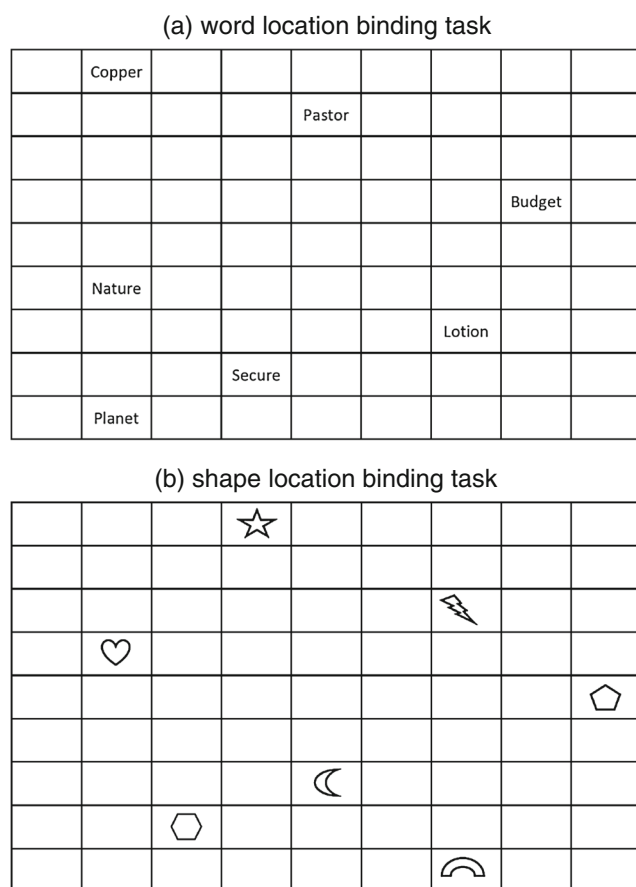 (a) word location binding task
Copper
Pastor
Budget
Nature
Lotion
Secure
Planet
(b) shape location binding task